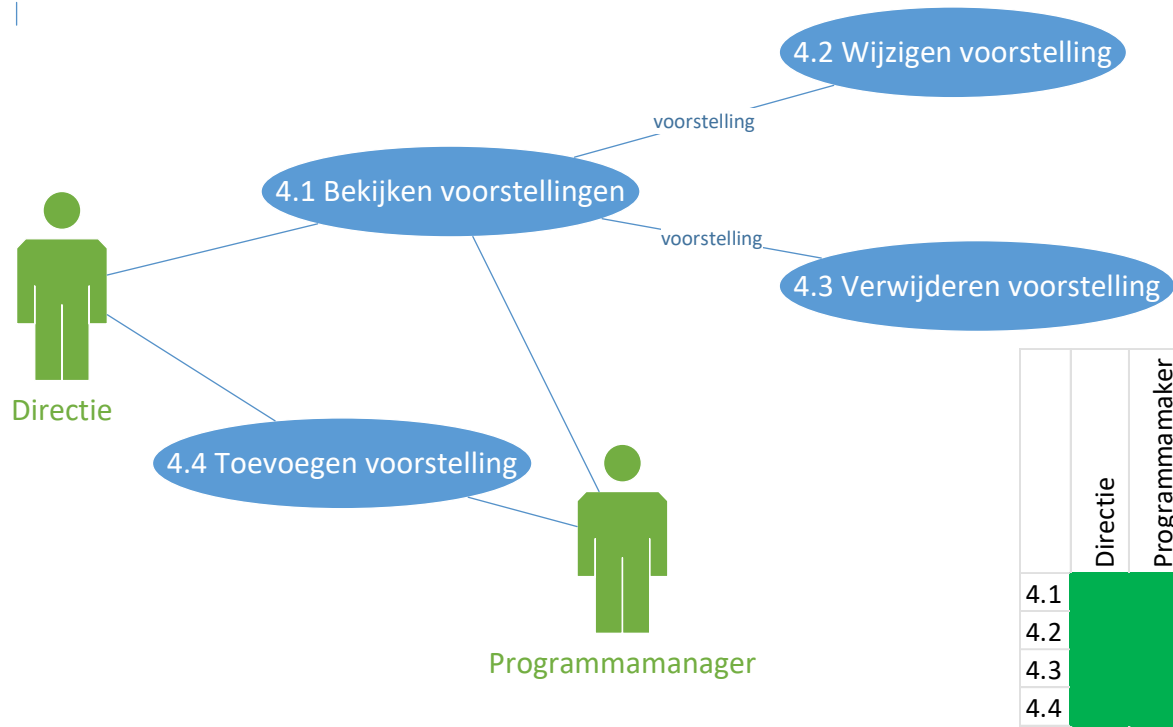 4.2 Wijzigen voorstelling
voorstelling
4.1 Bekijken voorstellingen
voorstelling
4.3 Verwijderen voorstelling
Directie
4.4 Toevoegen voorstelling
Programmamanager
Directie
Programmamaker
4.1
4.2
4.3
4.4